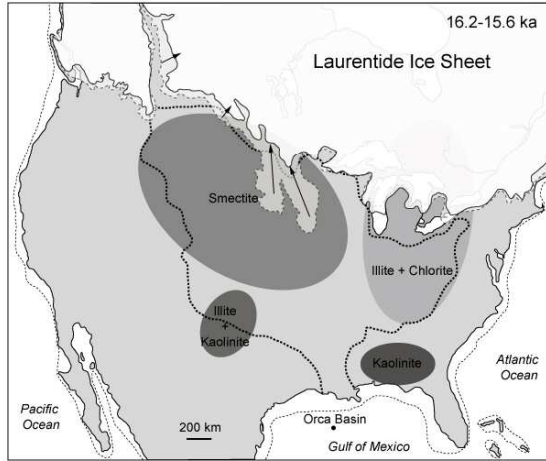 16.2-15.6 ka
Laurentide Ice Sheet
Smectite
Illite + Chlorite
Illite
+
Kaolinite
Kaolinite
Atlantic
Ocean
Pacific
Ocean
200 km
Orca Basin
Gulf of Mexico